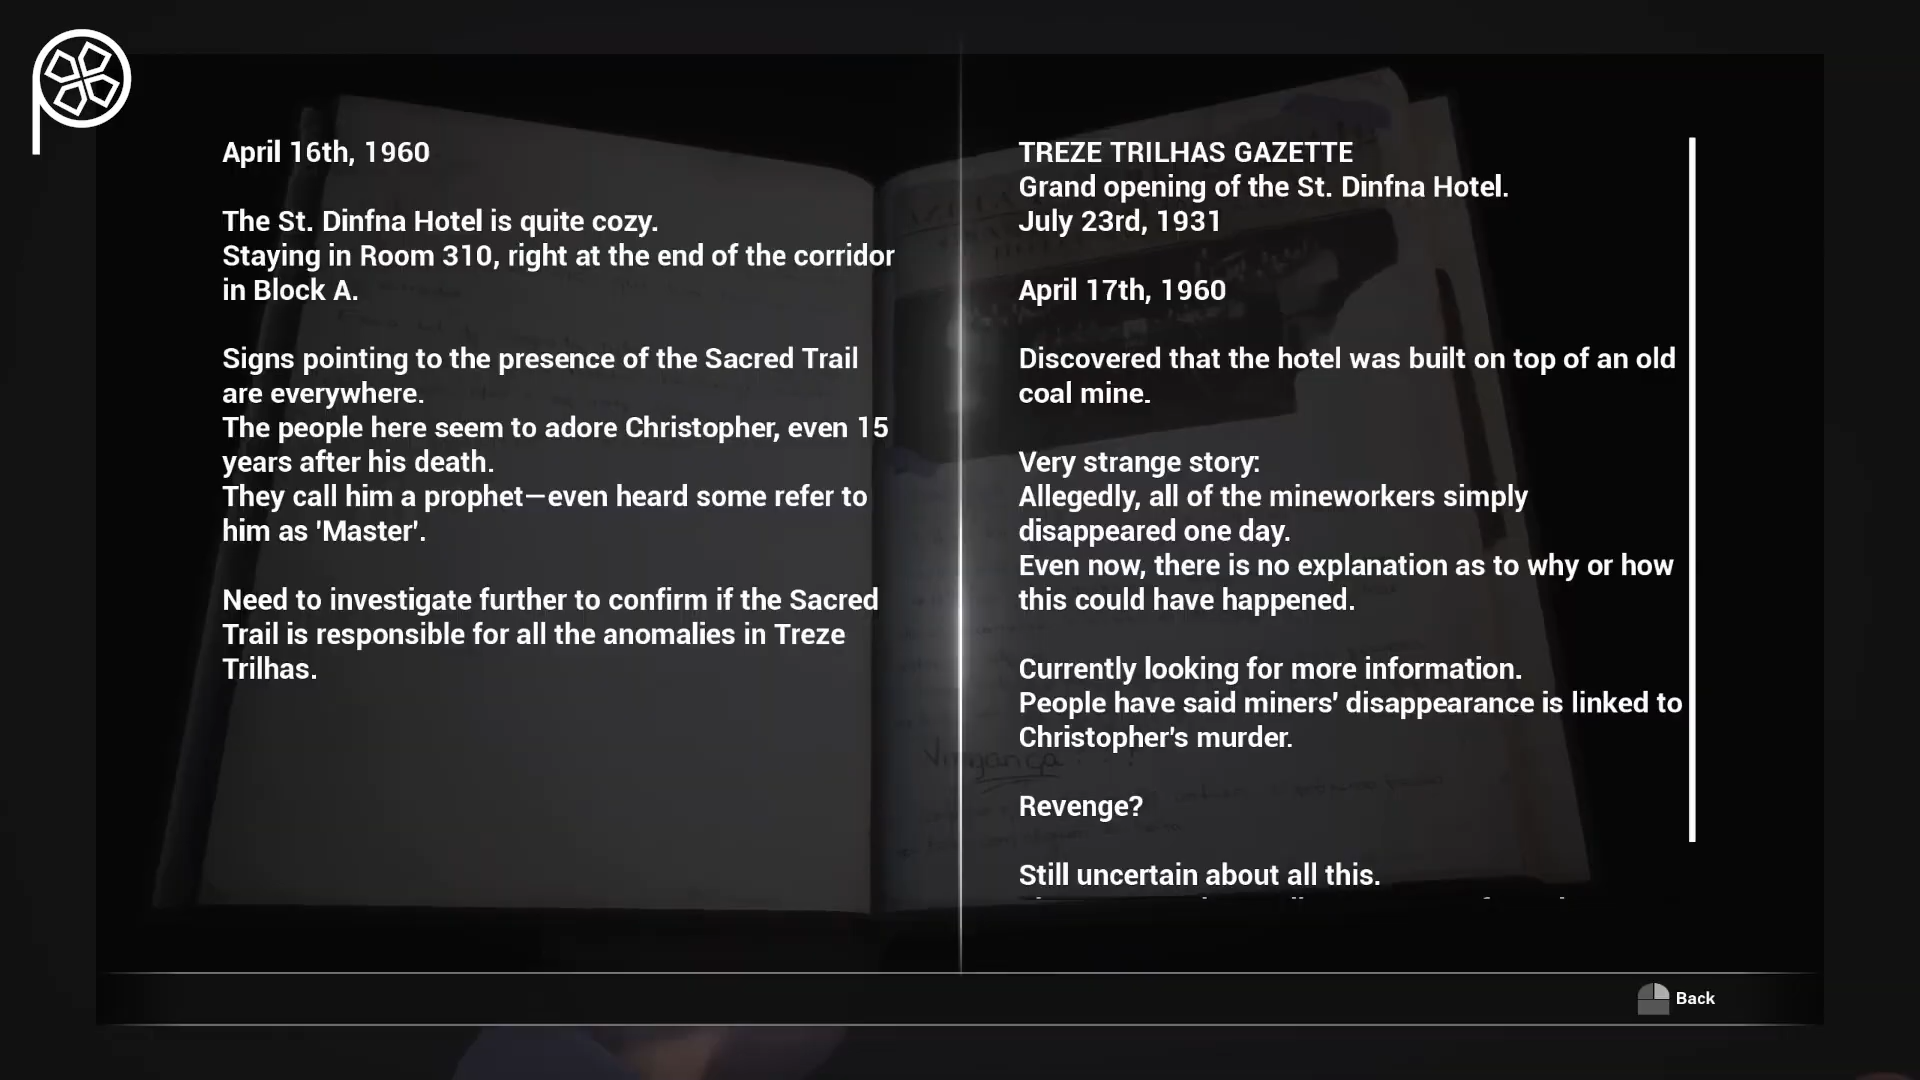 April 16th, 1960
The St. Dinfna Hotel is quite cozy.
Staying in Room 310, right at the end of the corridor
in Block A.
Signs pointing to the presence of the Sacred Trail
are everywhere.
The people here seem to adore Christopher, even 15
years after his death.
They call him a prophet—even heard some refer to
him as 'Master'.
Need to investigate further to confirm if the Sacred
Trail is responsible for all the anomalies in Treze
Trilhas.
TREZE TRILHAS GAZETTE
Grand opening of the St. Dinfna Hotel.
July 23rd, 1931
April 17th, 1960
Discovered that the hotel was built on top of an old
coal mine.
Very strange story:
Allegedly, all of the mineworkers simply
disappeared one day.
Even now, there is no explanation as to why or how
this could have happened.
Currently looking for more information.
People have said miners' disappearance is linked to
Christopher's murder.
Vingança...!
Revenge?
Still uncertain about all this.
Back